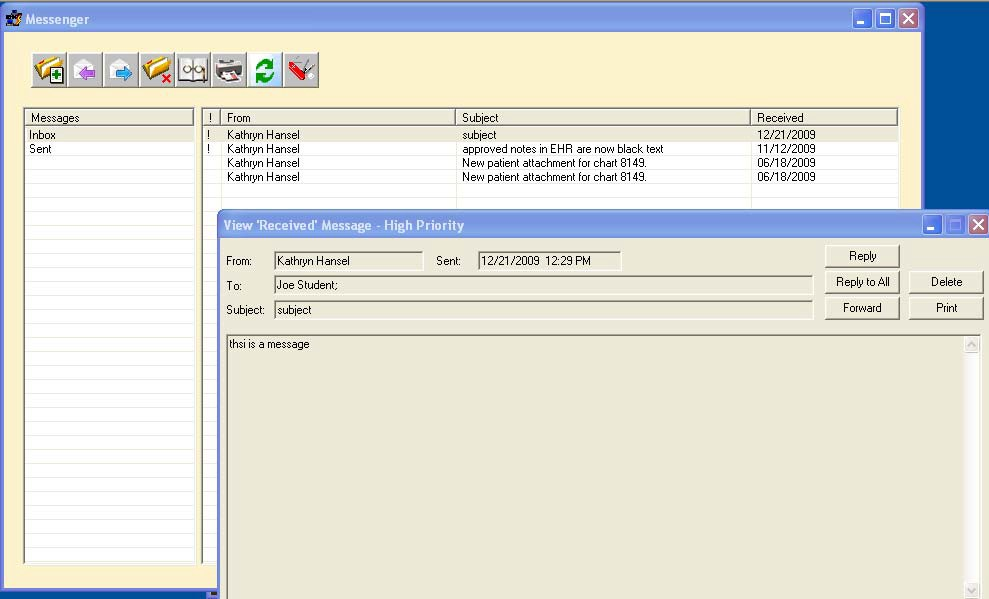 Messenger
Messages ! From Subject Received
Inbox ! Kathryn Hansel subject 12/21/2009
Sent ! Kathryn Hansel approved notes in EHR are now black text 11/12/2009
Kathryn Hansel New patient attachment for chart 8149. 06/18/2009
Kathryn Hansel New patient attachment for chart 8149. 06/18/2009
View 'Received' Message - High Priority
From: Kathryn Hansel Sent: 12/21/2009 12:29 PM Reply
To: Joe Student; Reply to All Delete
Subject: subject Forward Print
thsi is a message